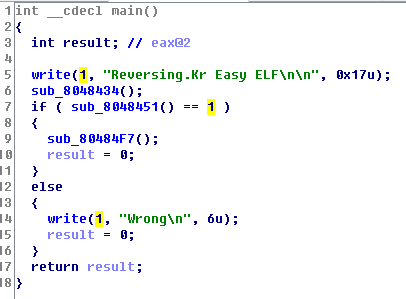 1 int __cdecl main()
2 {
3 int result; // eax@2
4
5 write(1, "Reversing.Kr Easy ELF\n\n", 0x17u);
6 sub_8048434();
7 if ( sub_8048451() == 1 )
8 {
9 sub_80484F7();
10 result = 0;
11 }
12 else
13 {
14 write(1, "Wrong\n", 6u);
15 result = 0;
16 }
17 return result;
18 }